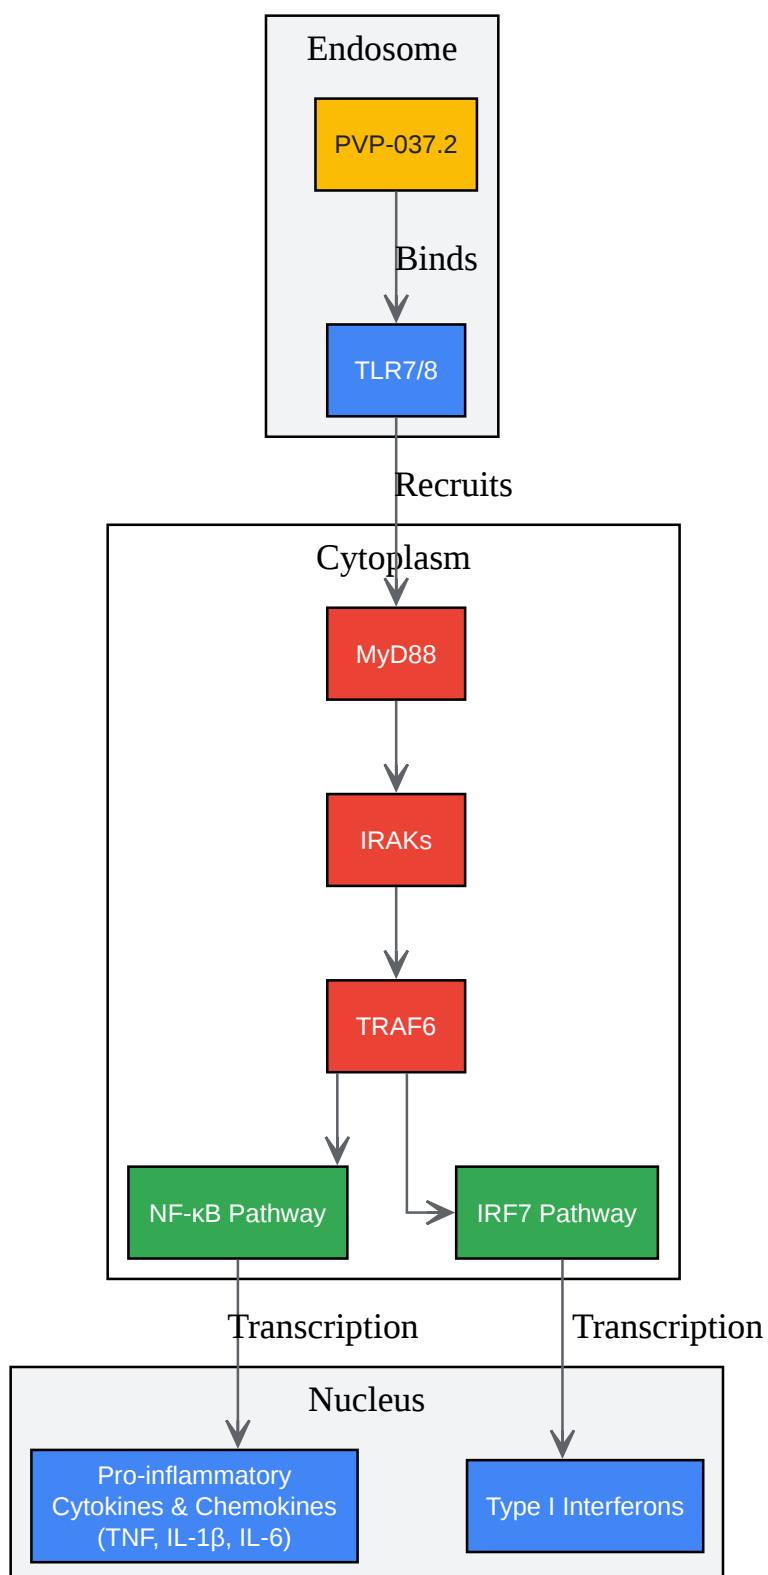 Endosome
PVP-037.2
Binds
TLR7/8
Recruits
Cytoplasm
MyD88
IRAKs
TRAF6
NF-κB Pathway
IRF7 Pathway
Transcription
Transcription
Nucleus
Pro-inflammatory
Cytokines & Chemokines
(TNF, IL-1β, IL-6)
Type I Interferons